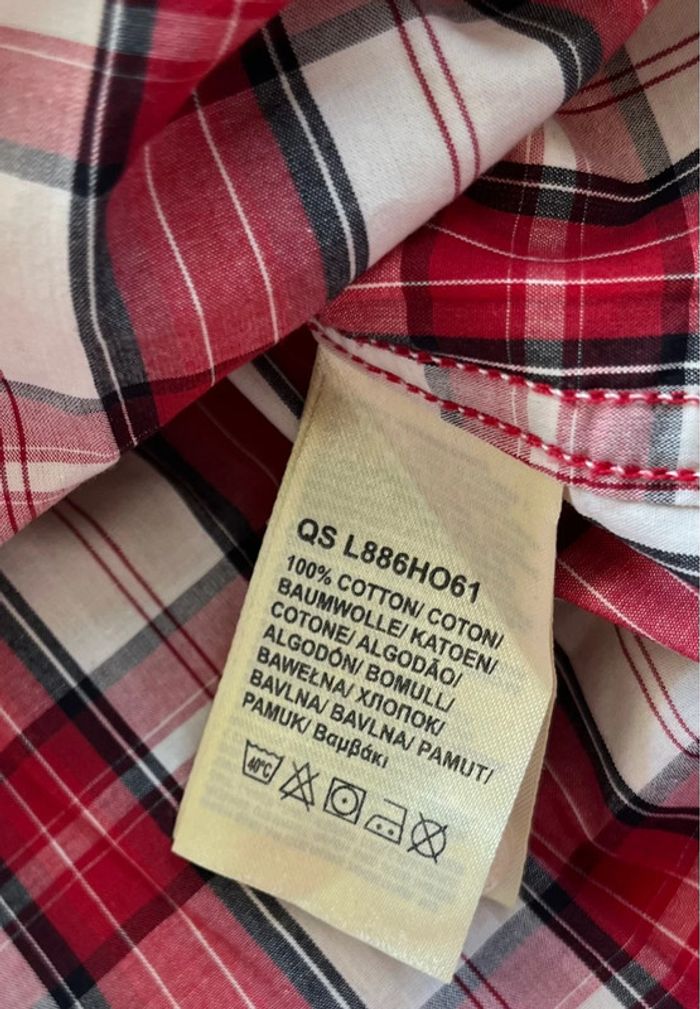 QS L886HO61
100% COTTON/ COTON/
BAUMWOLLE/ KATOEN/
COTONE/ ALGODÃO/
ALGODÓN/ BOMULL/
BAWEŁNA/ ХЛОПОК/
BAVLNA/ BAVLNA/ PAMUT/
PAMUK/ Βαμβάκι
40°C